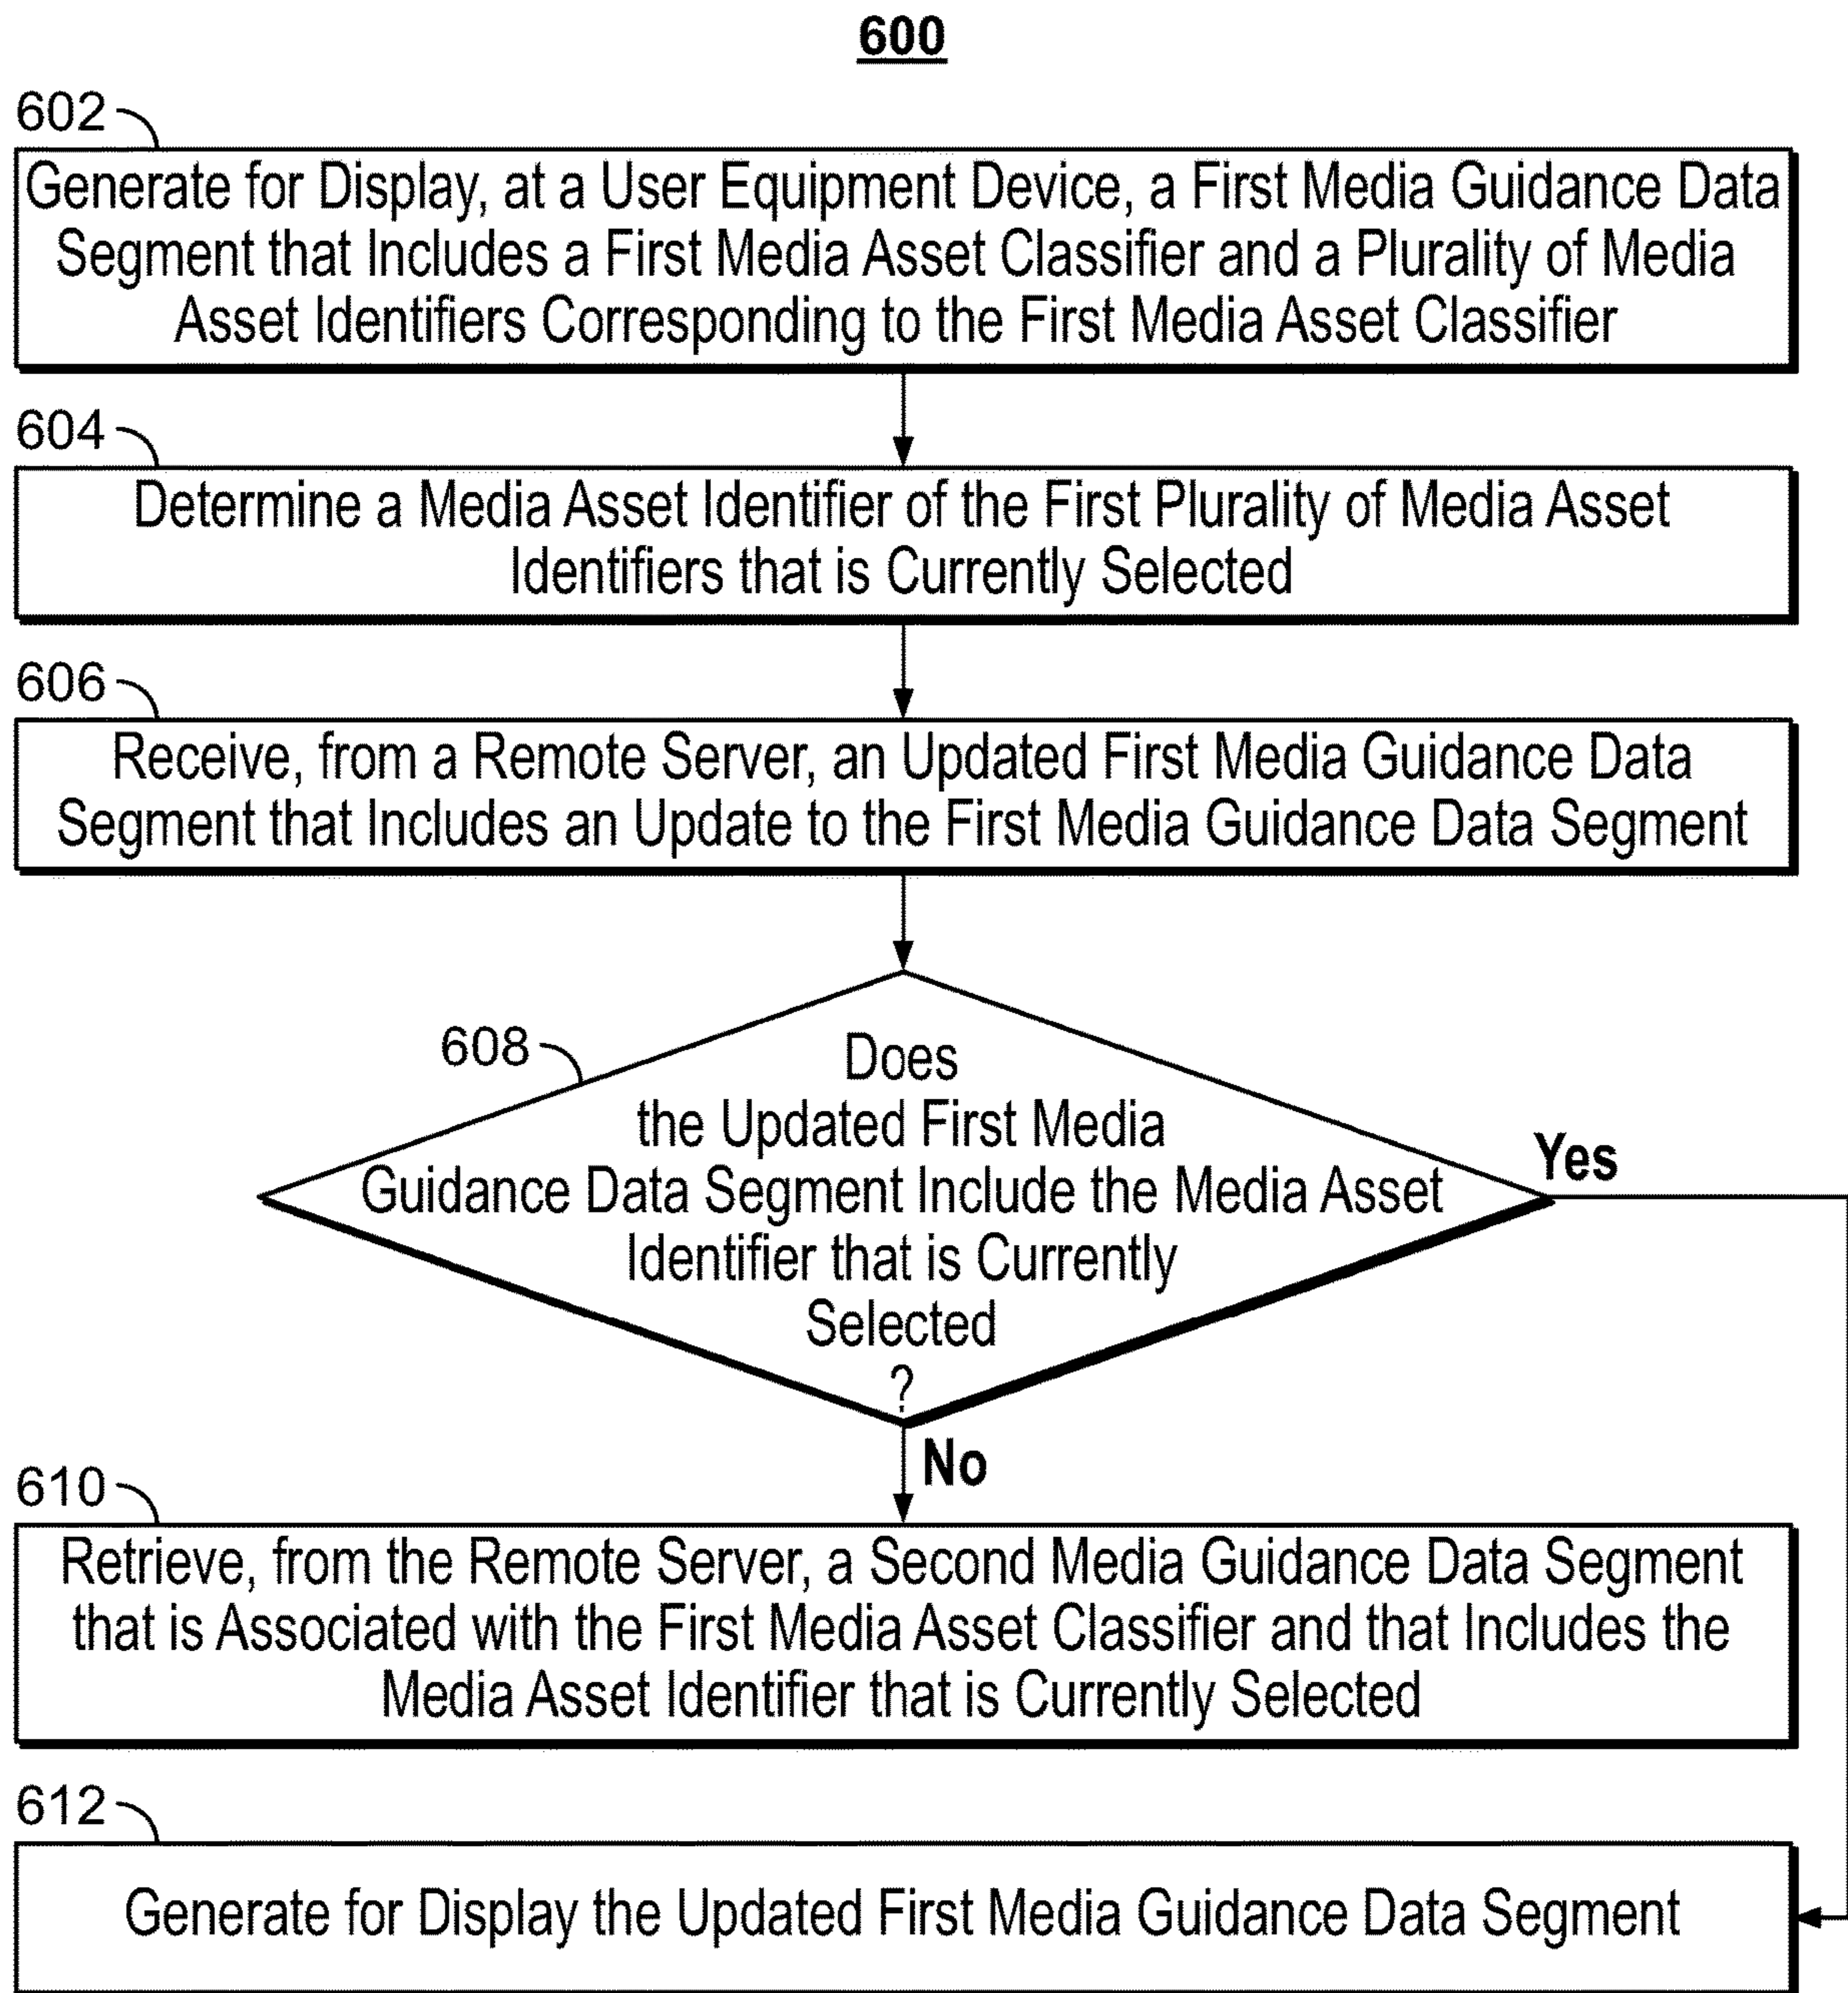 600
602
Generate for Display, at a User Equipment Device, a First Media Guidance Data
Segment that Includes a First Media Asset Classifier and a Plurality of Media
Asset Identifiers Corresponding to the First Media Asset Classifier
604
Determine a Media Asset Identifier of the First Plurality of Media Asset
Identifiers that is Currently Selected
606
Receive, from a Remote Server, an Updated First Media Guidance Data
Segment that Includes an Update to the First Media Guidance Data Segment
608
Does
the Updated First Media
Guidance Data Segment Include the Media Asset
Identifier that is Currently
Selected
?
Yes
No
610
Retrieve, from the Remote Server, a Second Media Guidance Data Segment
that is Associated with the First Media Asset Classifier and that Includes the
Media Asset Identifier that is Currently Selected
612
Generate for Display the Updated First Media Guidance Data Segment